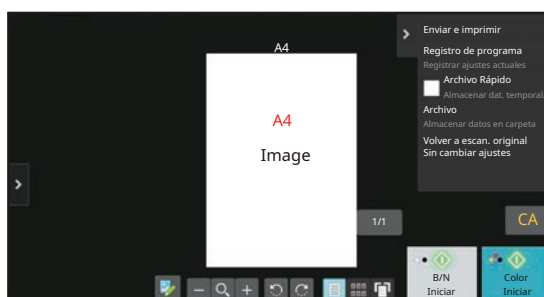 A4
A4
Image
1/1
Enviar e imprimir
Registro de programa
Registrar ajustes actuales
Archivo Rápido
Almacenar dat. temporal
Archivo
Almacenar datos en carpeta
Volver a escan. original
Sin cambiar ajustes
CA
B/N
Iniciar
Color
Iniciar